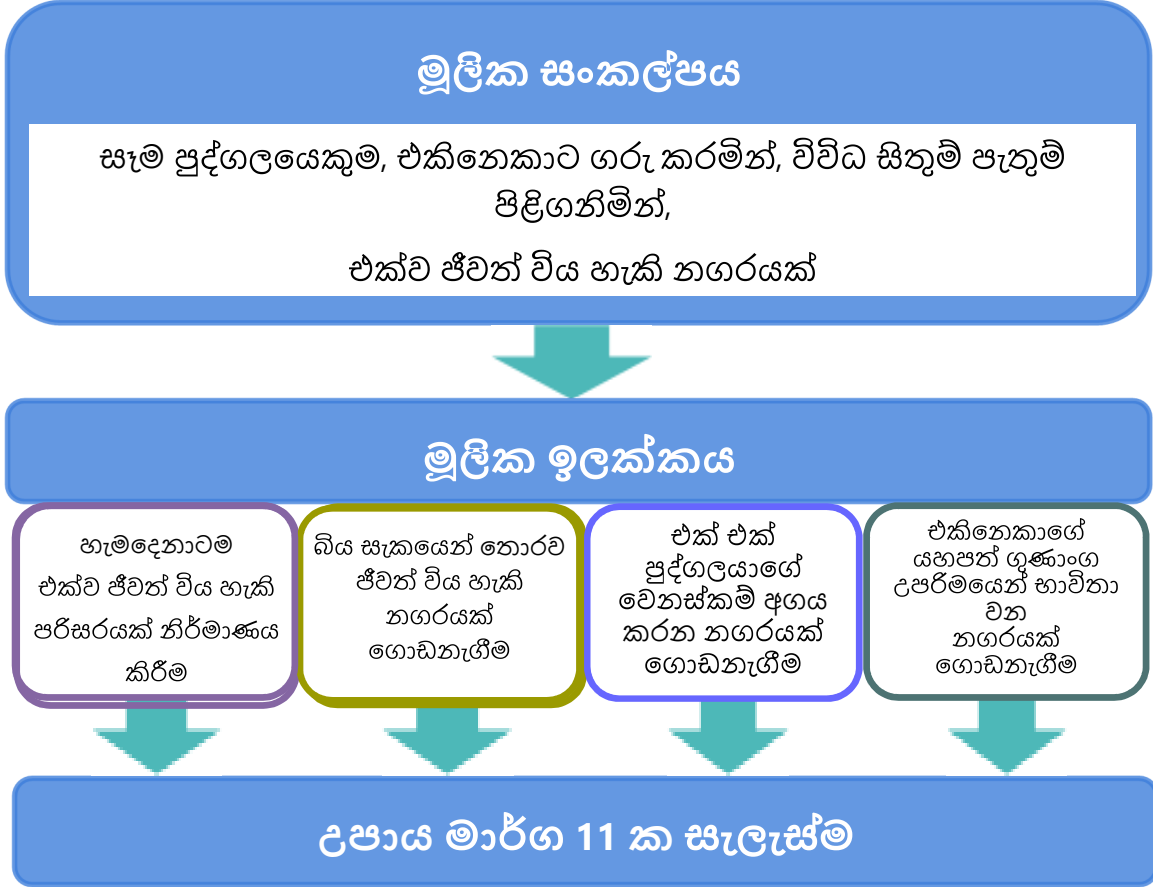 මූලික සංකල්පය
සෑම පුද්ගලයෙකුම, එකිනෙකාට ගරු කරමින්, විවිධ සිතුම් පැතුම්
පිළිගනිමින්,
එක්ව ජීවත් විය හැකි නගරයක්
මූලික ඉලක්කය
හැමදෙනාටම
එක්ව ජීවත් විය හැකි
පරිසරයක් නිර්මාණය
කිරීම
බිය සැකයෙන් තොරව
ජීවත් විය හැකි
නගරයක්
ගොඩනැගීම
එක් එක්
පුද්ගලයාගේ
වෙනස්කම් අගය
කරන නගරයක්
ගොඩනැගීම
එකිනෙකාගේ
යහපත් ගුණාංග
උපරිමයෙන් භාවිතා
වන
නගරයක්
ගොඩනැගීම
උපාය මාර්ග 11 ක සැලැස්ම